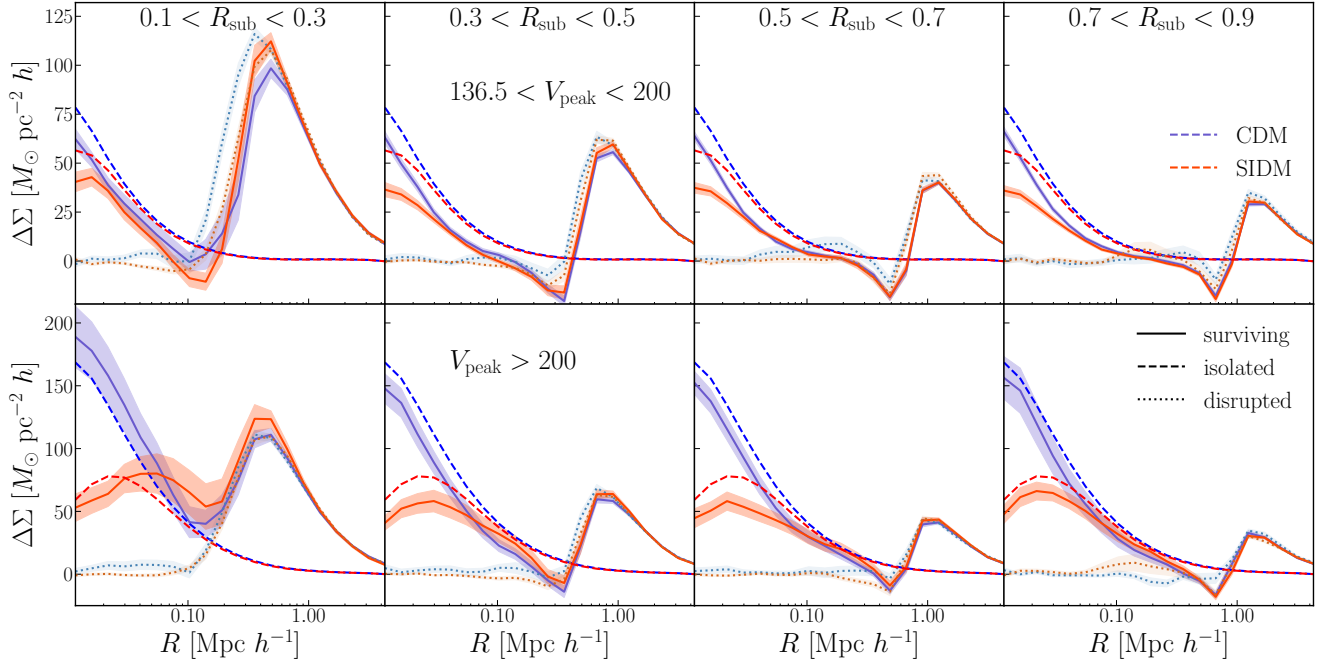 0.1 < R_sub < 0.3
0.3 < R_sub < 0.5
0.5 < R_sub < 0.7
0.7 < R_sub < 0.9
136.5 < V_peak < 200
CDM
SIDM
ΔΣ [M_⊙ pc^−2 h]
125
100
75
50
25
0
V_peak > 200
surviving
isolated
disrupted
ΔΣ [M_⊙ pc^−2 h]
200
150
100
50
0
0.10 1.00 0.10 1.00 0.10 1.00 0.10 1.00
R [Mpc h^−1] R [Mpc h^−1] R [Mpc h^−1] R [Mpc h^−1]